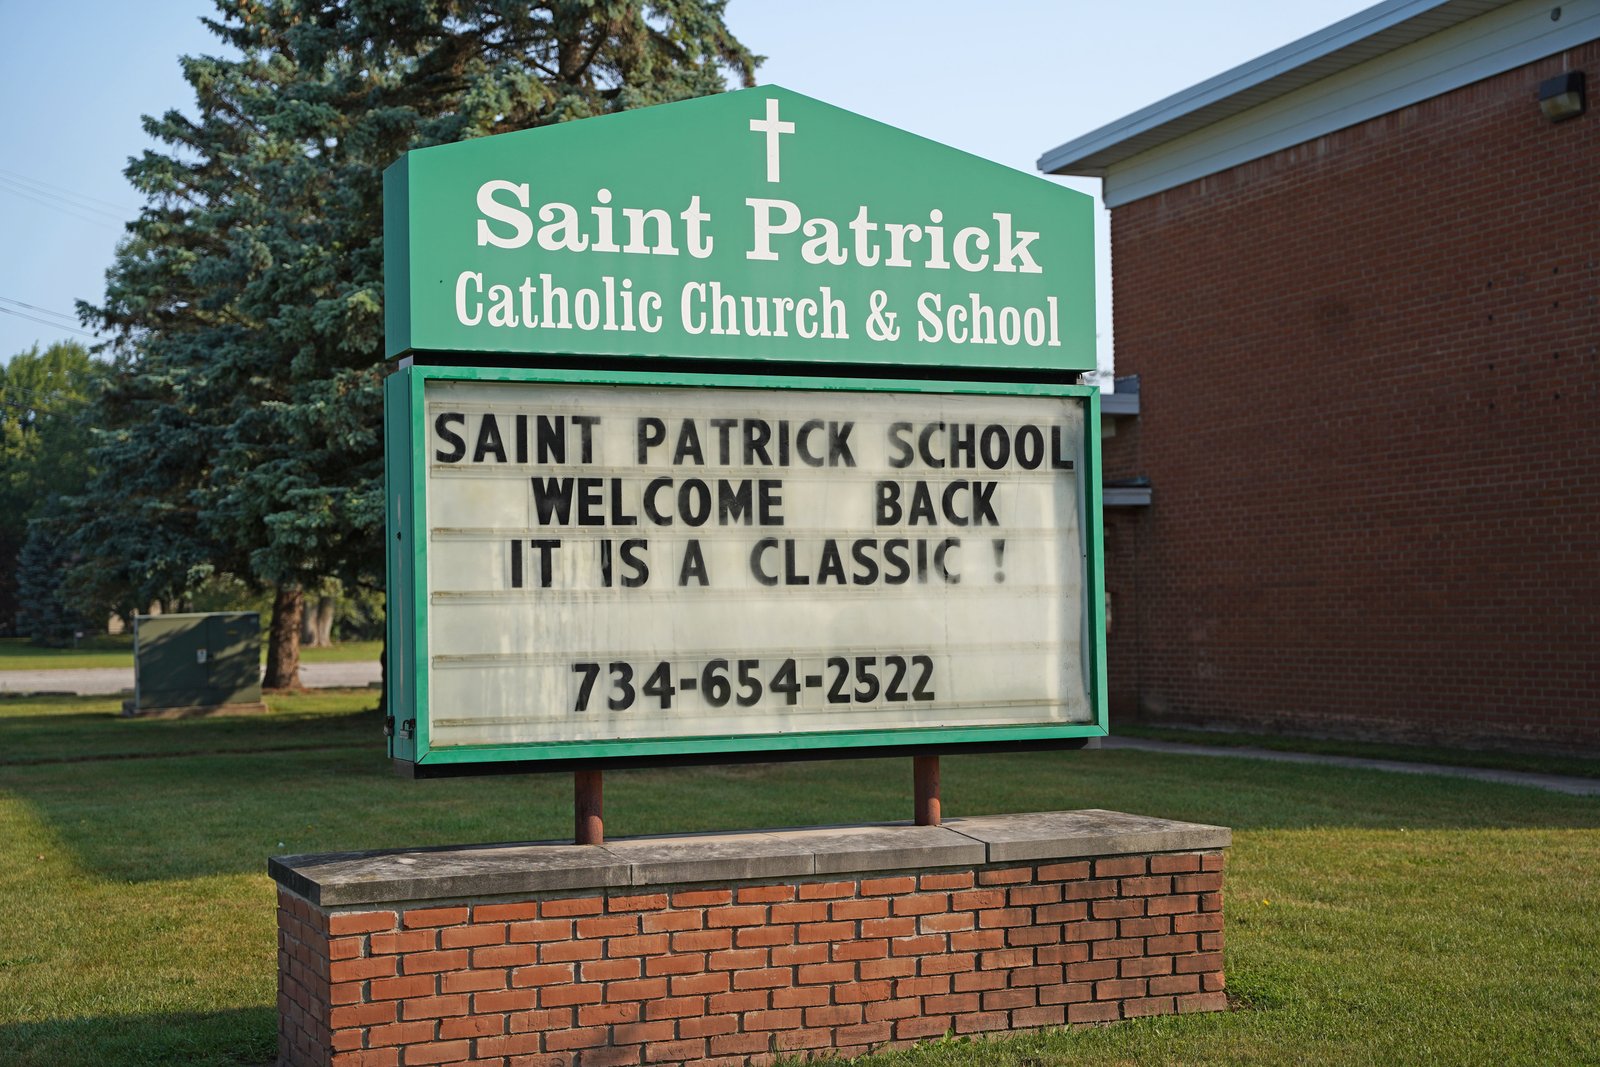 Saint Patrick
Catholic Church & School
SAINT PATRICK SCHOOL
WELCOME BACK
IT IS A CLASSIC !
734-654-2522